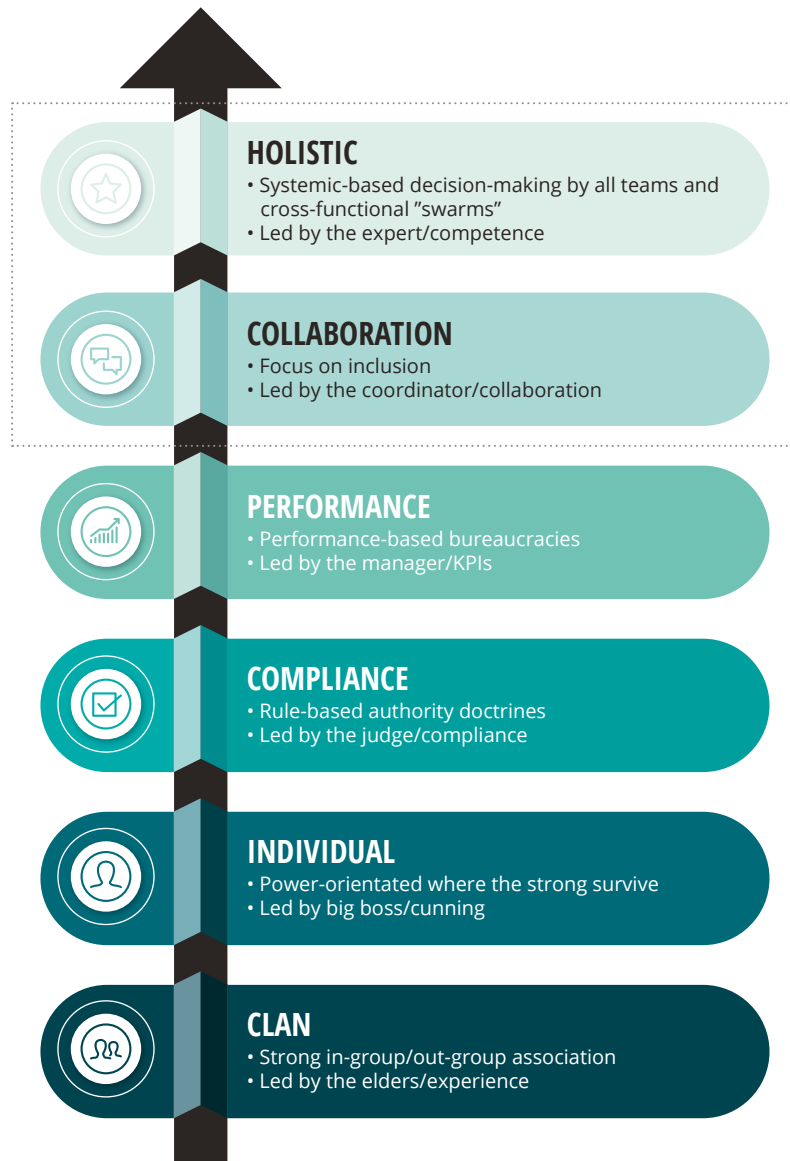 HOLISTIC
• Systemic-based decision-making by all teams and
cross-functional ”swarms”
• Led by the expert/competence
COLLABORATION
• Focus on inclusion
• Led by the coordinator/collaboration
PERFORMANCE
• Performance-based bureaucracies
• Led by the manager/KPIs
COMPLIANCE
• Rule-based authority doctrines
• Led by the judge/compliance
INDIVIDUAL
• Power-orientated where the strong survive
• Led by big boss/cunning
CLAN
• Strong in-group/out-group association
• Led by the elders/experience